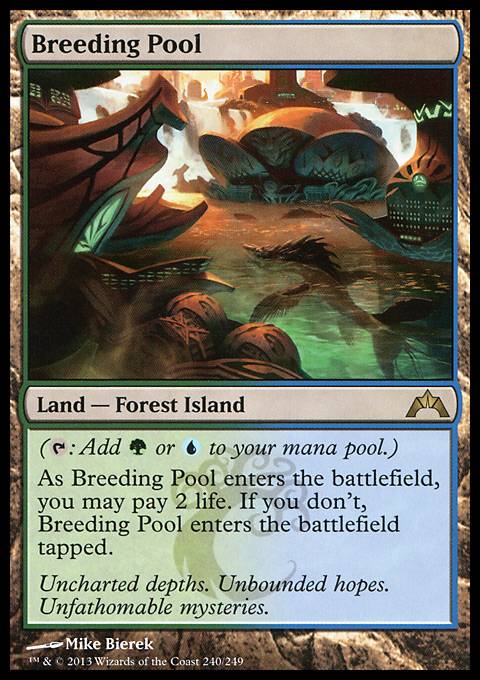 Breeding Pool
Land — Forest Island
(: Add or to your mana pool.)
As Breeding Pool enters the battlefield,
you may pay 2 life. If you don't,
Breeding Pool enters the battlefield
tapped.
Uncharted depths. Unbounded hopes.
Unfathomable mysteries.
Mike Bierek
™ & © 2013 Wizards of the Coast 240/249